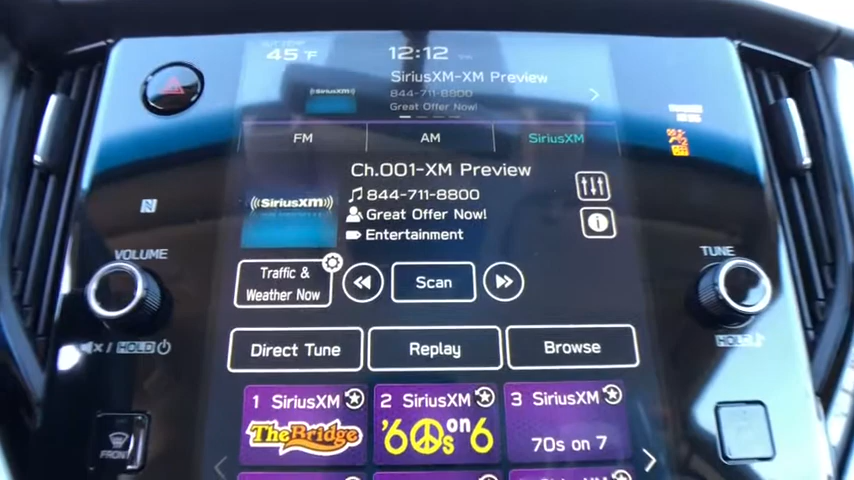 45 °F
12:12
SiriusXM-XM Preview
((SiriusXM))
844-711-8800
Great Offer Now!
FM
AM
SiriusXM
Ch.001-XM Preview
((SiriusXM))
844-711-8800
Great Offer Now!
Entertainment
VOLUME
TUNE
Traffic & Weather Now
Scan
HOLD
Direct Tune
Replay
Browse
1 SiriusXM
2 SiriusXM
3 SiriusXM
The Bridge
'60s on 6
70s on 7
FRONT